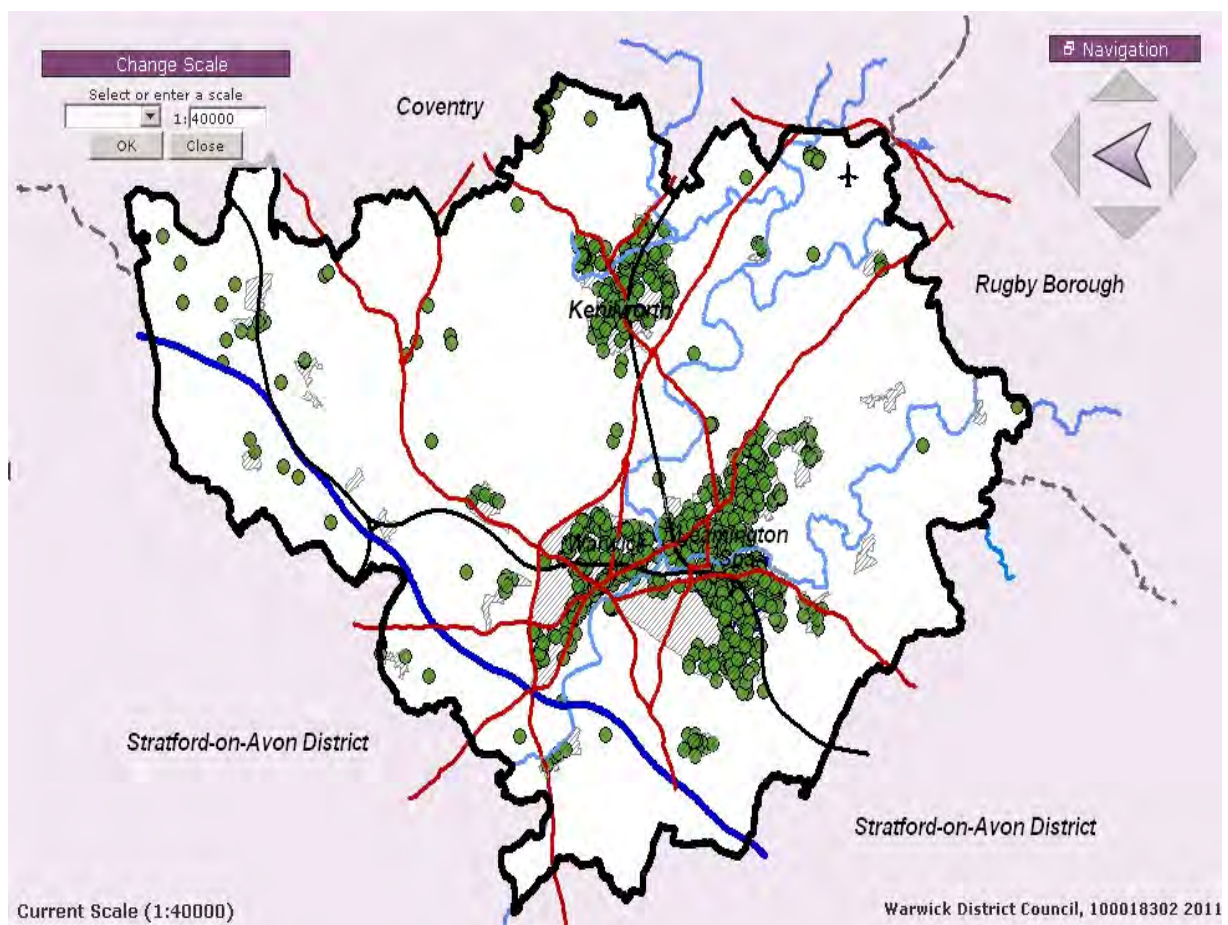 Change Scale
Select or enter a scale
1: 40000
OK Close
Navigation
Coventry
Rugby Borough
Kenilworth
Warwick
Leamington
Spa
Stratford-on-Avon District
Stratford-on-Avon District
Current Scale (1:40000)
Warwick District Council, 100018302 2011